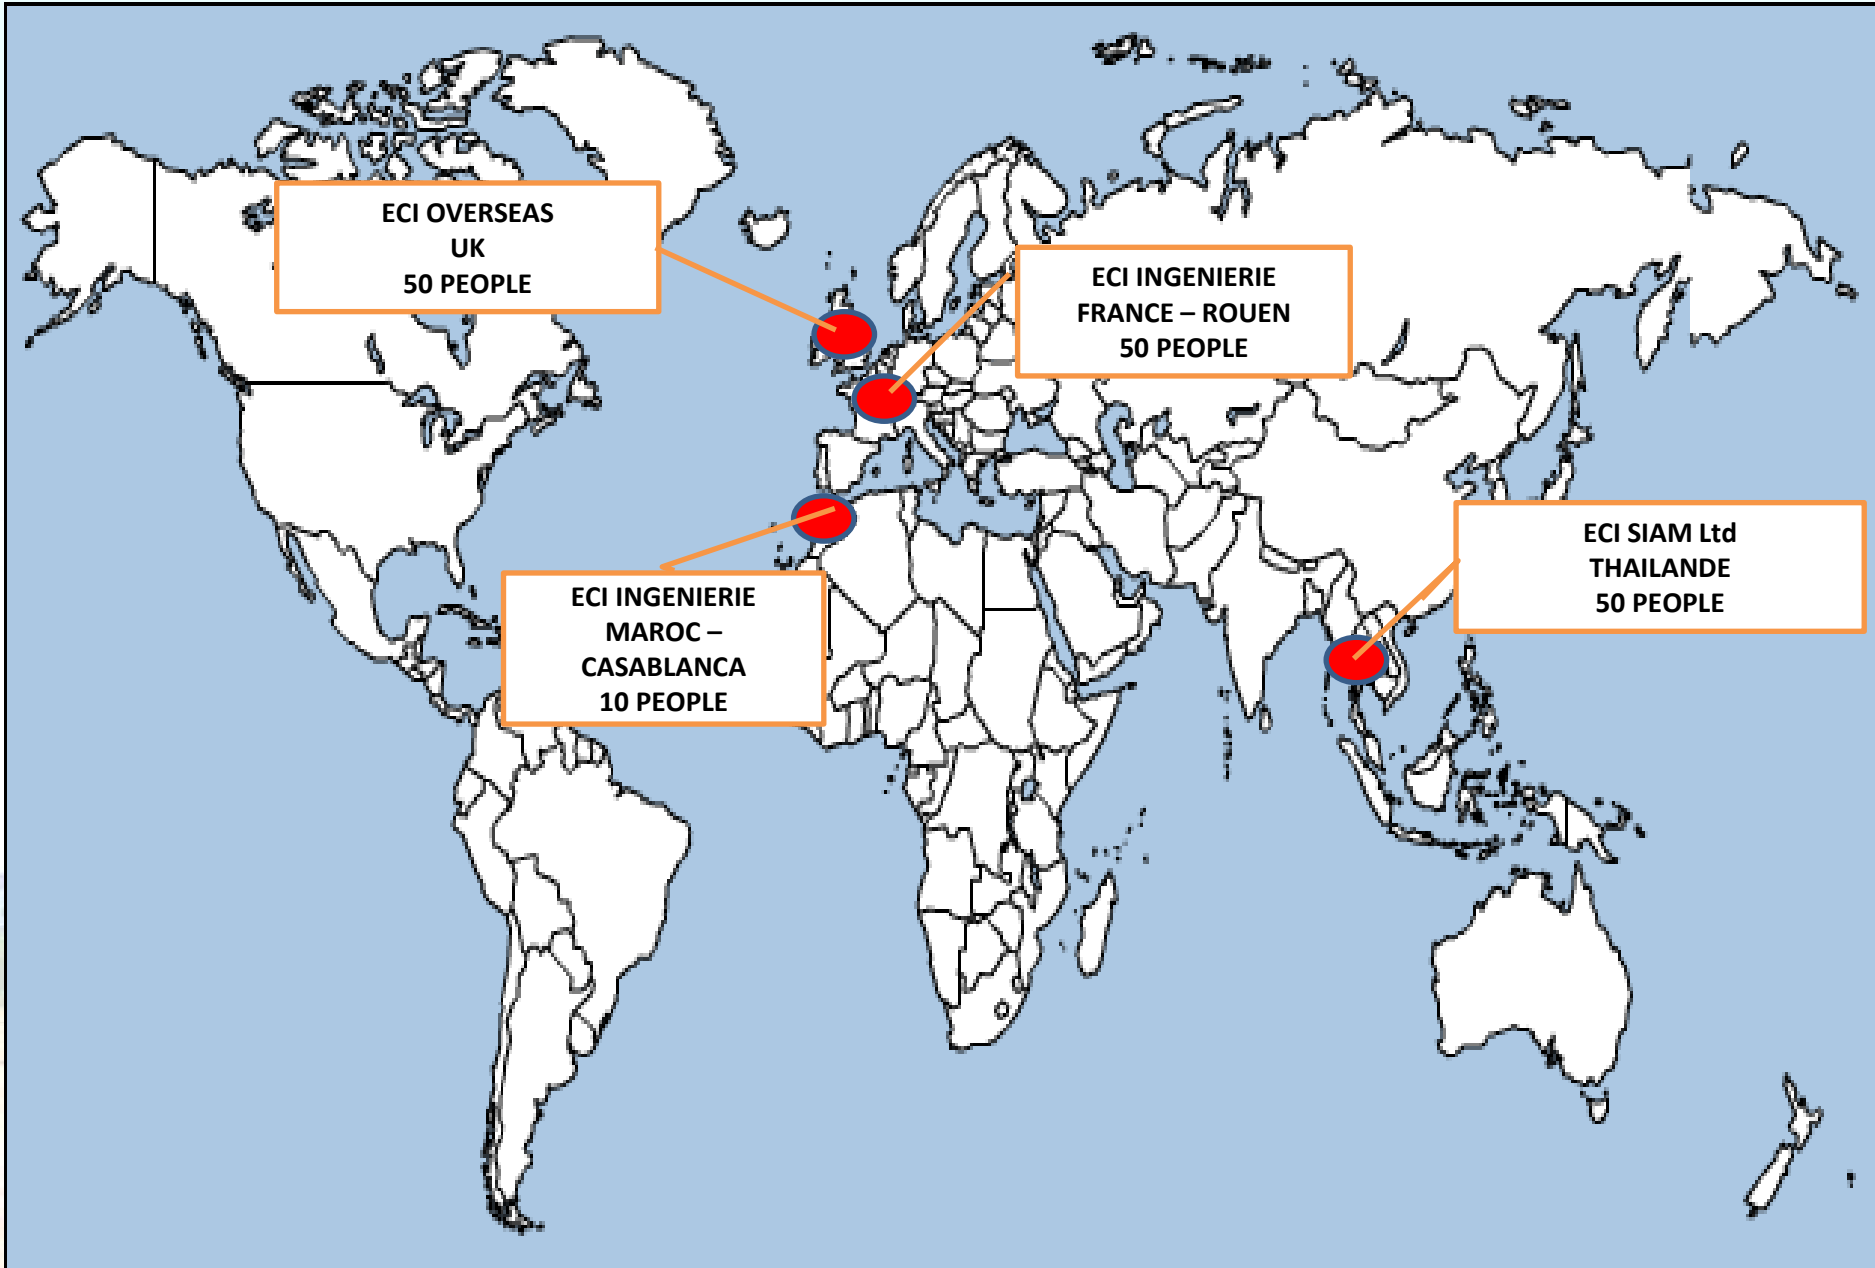 ECI OVERSEAS
UK
50 PEOPLE
ECI INGENIERIE
FRANCE – ROUEN
50 PEOPLE
ECI SIAM Ltd
THAILANDE
50 PEOPLE
ECI INGENIERIE
MAROC –
CASABLANCA
10 PEOPLE